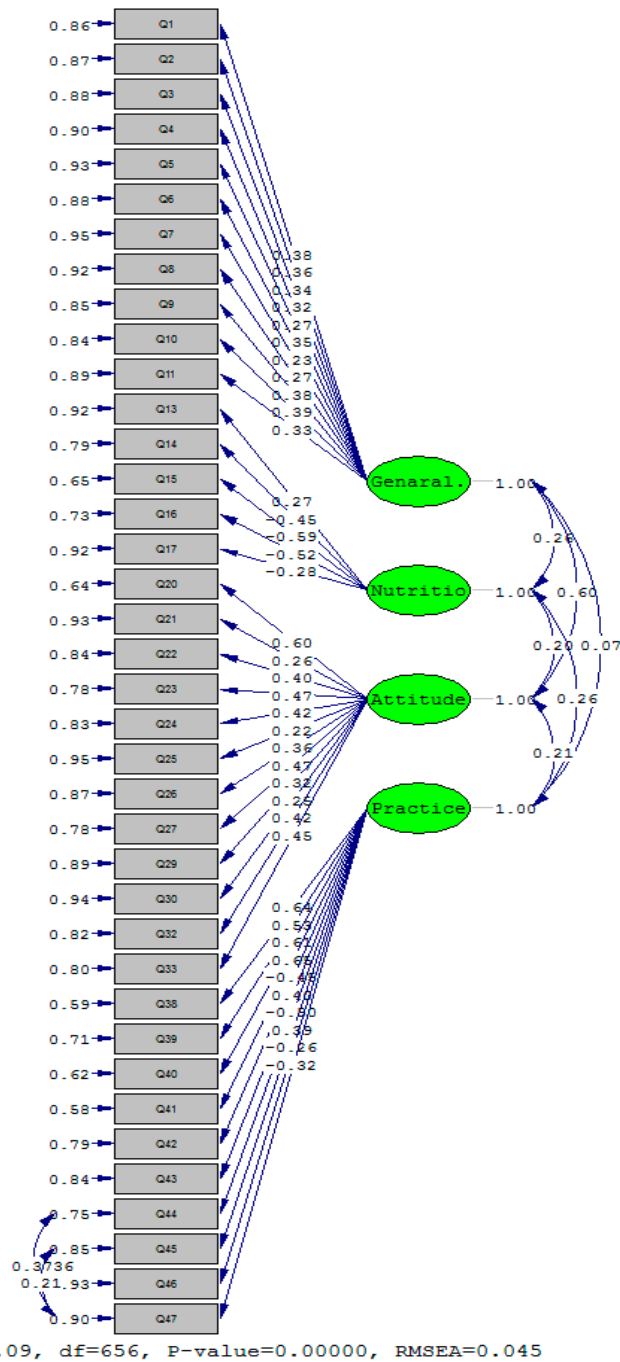 0.86 Q1
0.87 Q2
0.88 Q3
0.90 Q4
0.93 Q5
0.88 Q6
0.95 Q7
0.92 Q8
0.85 Q9
0.84 Q10
0.89 Q11
0.92 Q13
0.79 Q14
0.65 Q15
0.73 Q16
0.92 Q17
0.64 Q20
0.93 Q21
0.84 Q22
0.78 Q23
0.83 Q24
0.95 Q25
0.87 Q26
0.78 Q27
0.89 Q29
0.94 Q30
0.82 Q32
0.80 Q33
0.59 Q38
0.71 Q39
0.62 Q40
0.58 Q41
0.79 Q42
0.84 Q43
0.75 Q44
0.85 Q45
0.93 Q46
0.90 Q47
0.38
0.36
0.34
0.32
0.27
0.35
0.23
0.27
0.38
0.39
0.33
0.27
-0.45
-0.59
-0.52
-0.28
0.60
0.26
0.40
0.47
0.42
0.22
0.36
0.47
0.32
0.25
0.42
0.45
0.64
0.53
0.61
0.65
0.40
0.39
-0.26
-0.32
Genaral. 1.00
Nutritio 1.00
Attitude 1.00
Practice 1.00
0.26
0.60
0.07
0.20
0.26
0.21
0.21
.09, df=656, P-value=0.00000, RMSEA=0.045